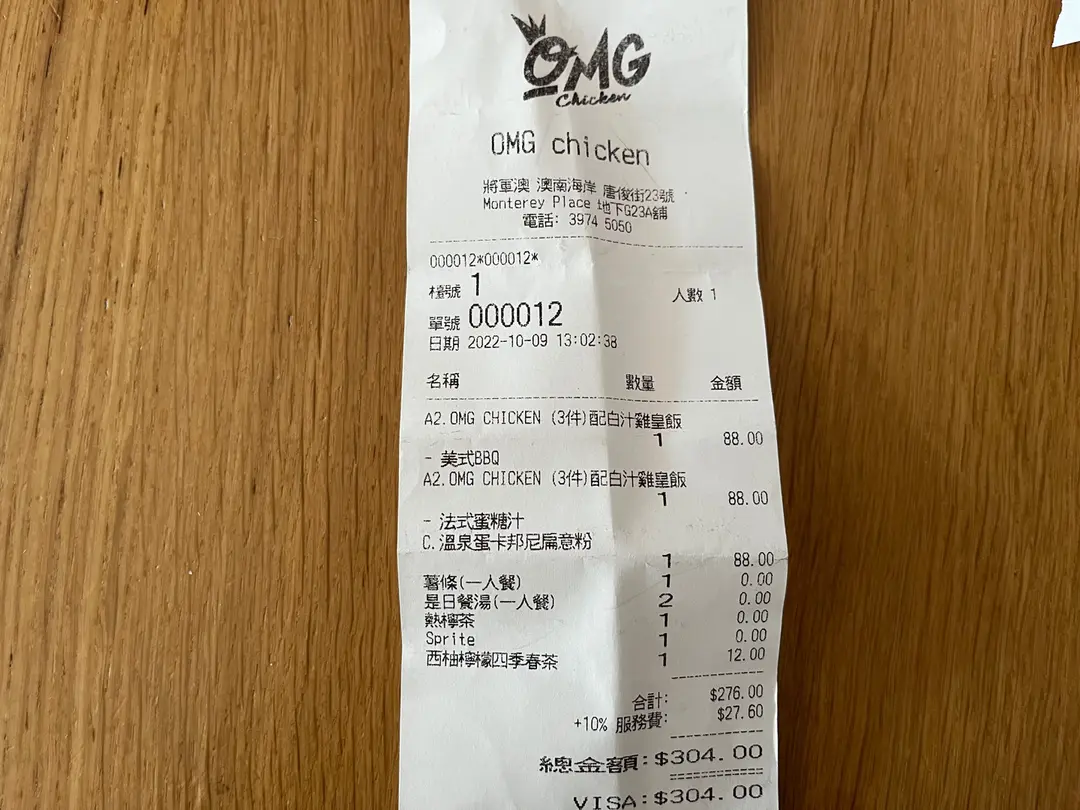 OMG
Chicken
OMG chicken
將軍澳 澳南海岸 唐俊街23號
Monterey Place 地下G23A舖
電話: 3974 5050
000012*000012*
檯號 1 人數 1
單號 000012
日期 2022-10-09 13:02:38
名稱 數量 金額
A2.OMG CHICKEN (3件)配白汁雞皇飯
1 88.00
- 美式BBQ
A2.OMG CHICKEN (3件)配白汁雞皇飯
1 88.00
- 法式蜜糖汁
C.溫泉蛋卡邦尼扁意粉
1 88.00
薯條(一人餐) 1 0.00
是日餐湯(一人餐) 2 0.00
熱檸茶 1 0.00
Sprite 1 0.00
西柚檸檬四季春茶 1 12.00
合計: $276.00
+10% 服務費: $27.60
總金額:$304.00
VISA:$304.00